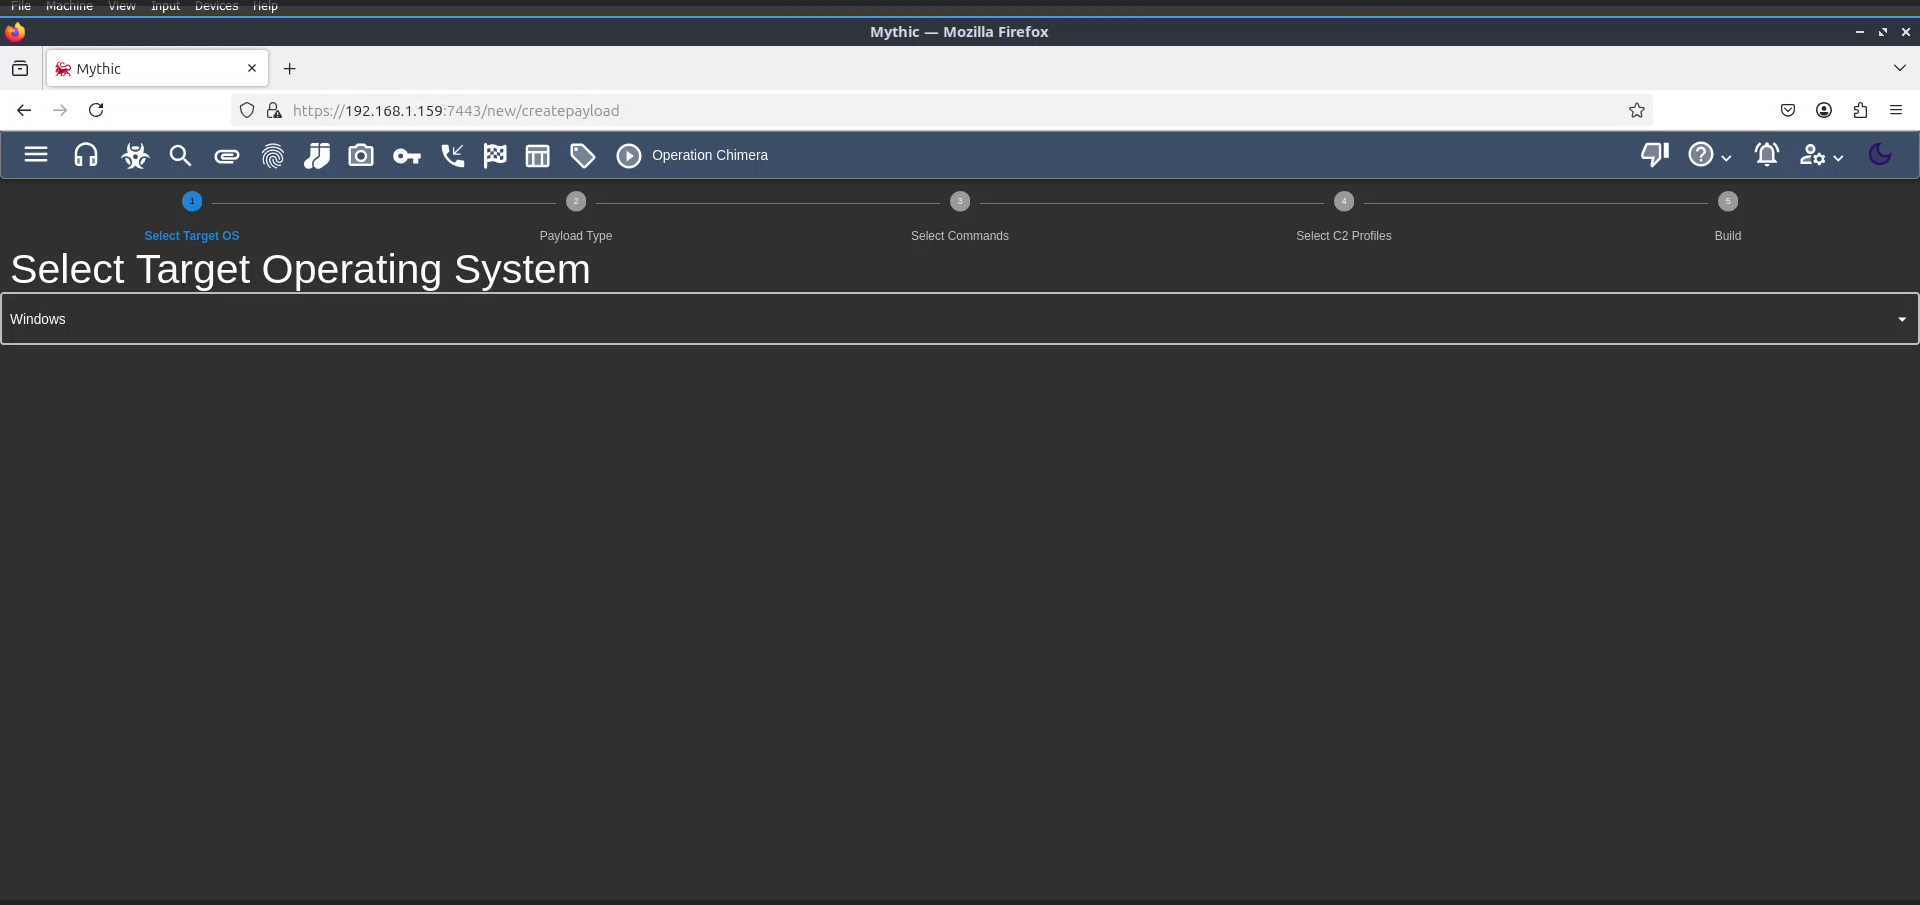 File Machine View Input Devices Help
Mythic — Mozilla Firefox
Mythic
https://192.168.1.159:7443/new/createpayload
Operation Chimera
1 2 3 4 5
Select Target OS Payload Type Select Commands Select C2 Profiles Build
Select Target Operating System
Windows